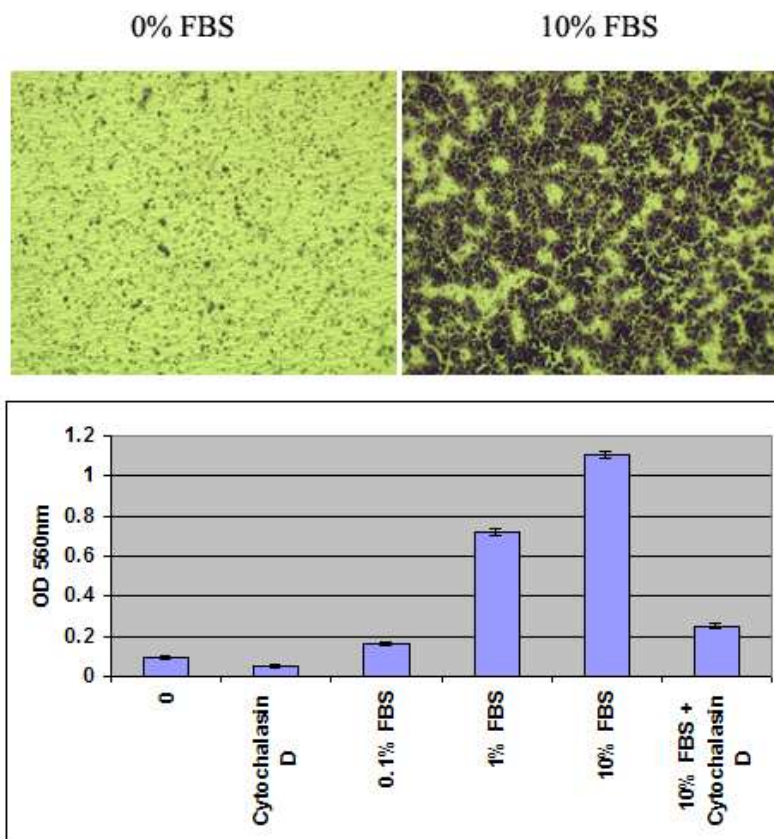 0% FBS 10% FBS
1.2
1
0.8
0.6
0.4
0.2
0
OD 560nm
0
Cytochalasin
D
0.1% FBS
1% FBS
10% FBS
10% FBS +
Cytochalasin
D